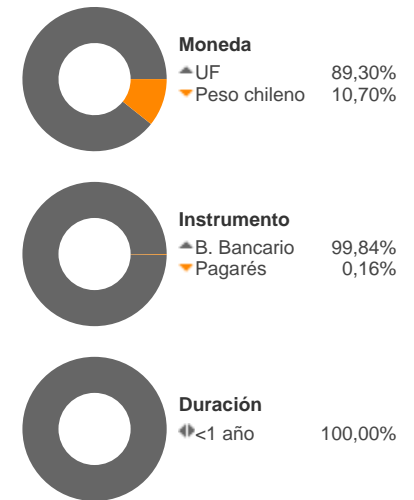 Moneda
UF 89,30%
Peso chileno 10,70%
Instrumento
B. Bancario 99,84%
Pagarés 0,16%
Duración
<1 año 100,00%